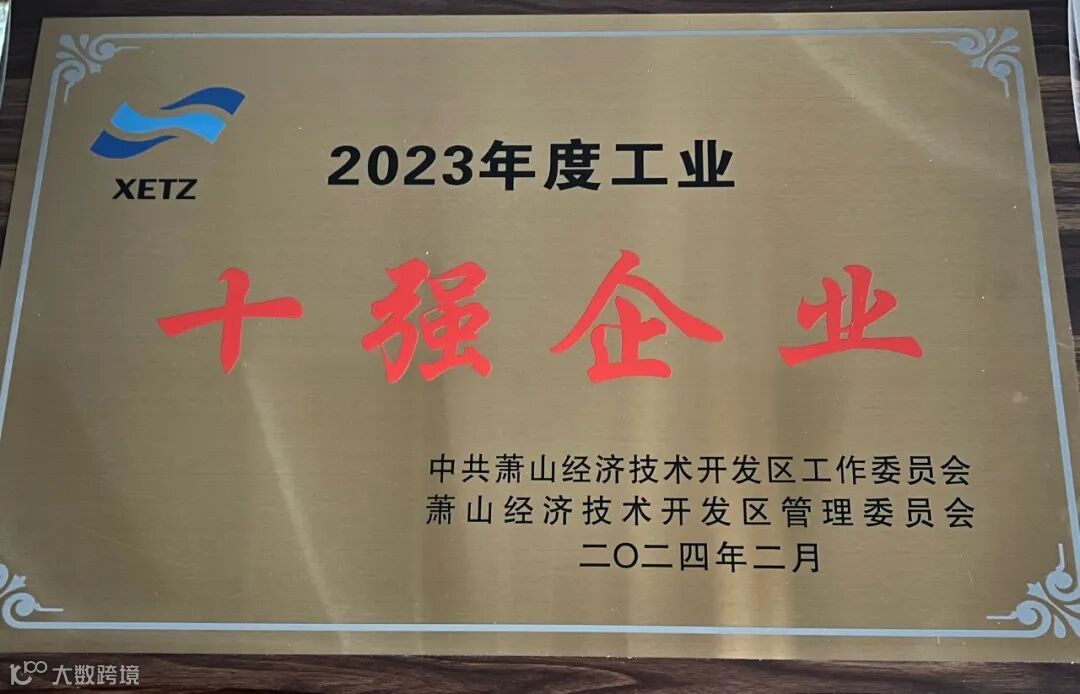 XETZ
2023年度工业
十强企业
中共萧山经济技术开发区工作委员会
萧山经济技术开发区管理委员会
二〇二四年二月
大数跨境